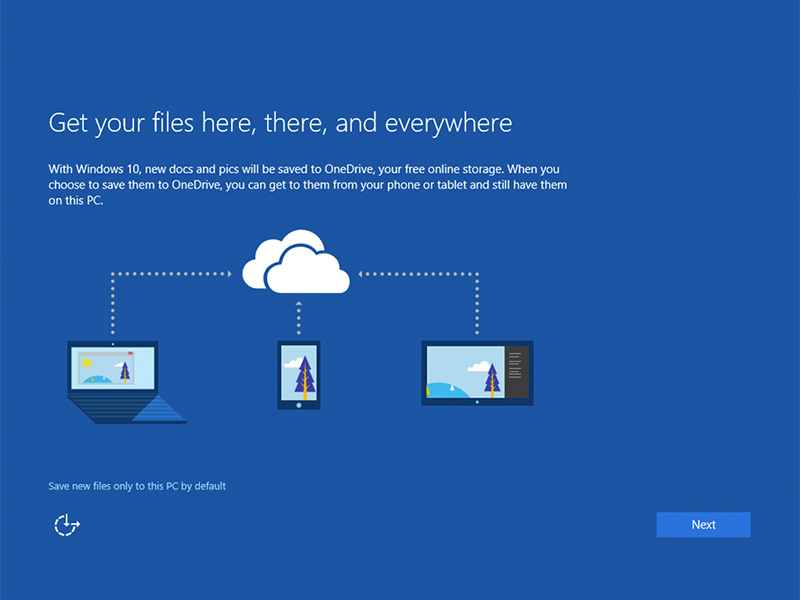 Get your files here, there, and everywhere
With Windows 10, new docs and pics will be saved to OneDrive, your free online storage. When you
choose to save them to OneDrive, you can get to them from your phone or tablet and still have them
on this PC.
Save new files only to this PC by default
Next